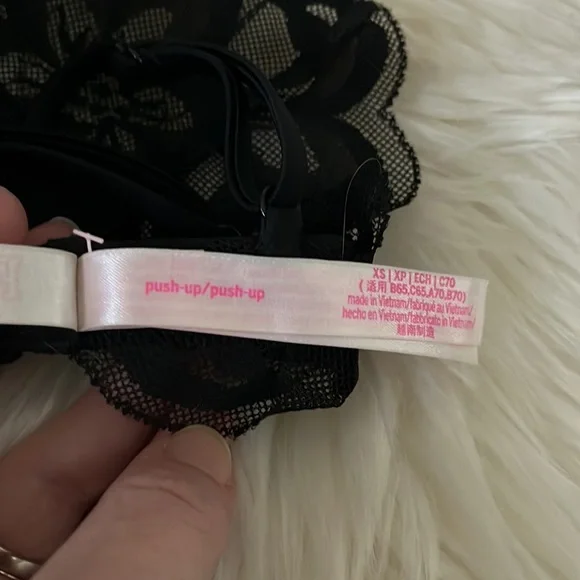 push-up/push-up
XS | XP | ECH | C70
(适用 B65,C65,A70,B70)
made in Vietnam/fabriqué au Vietnam/
hecho en Vietnam/fabbricato in Vietnam/
越南制造